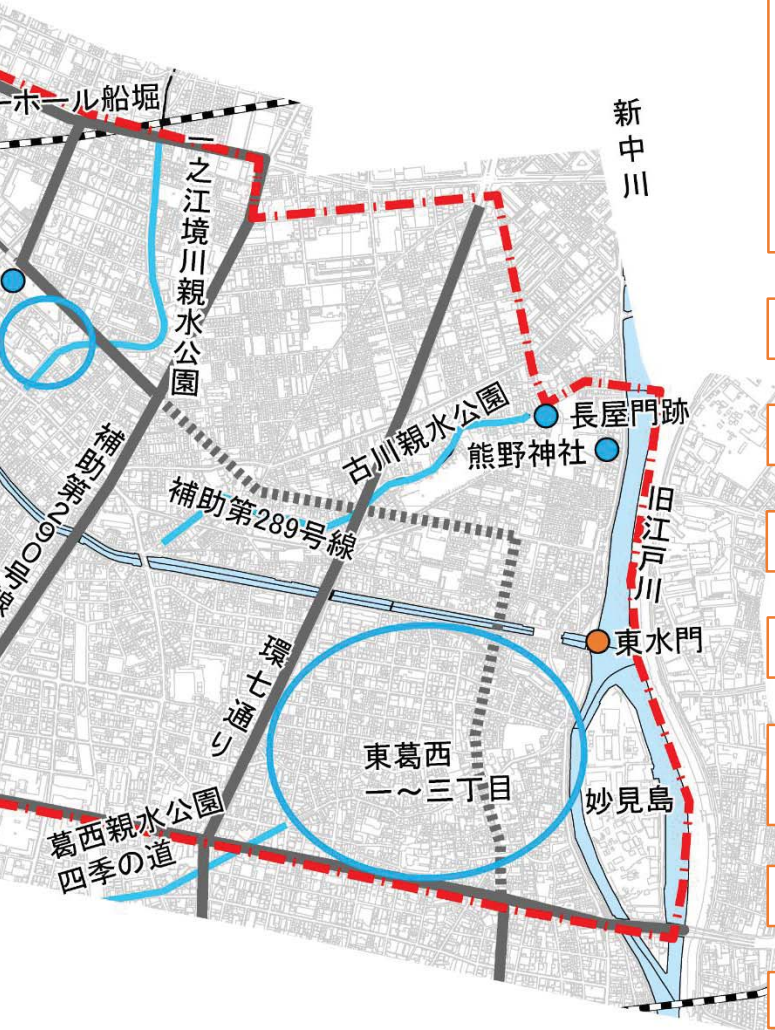 ーホール船堀
新中川
一之江境川親水公園
長屋門跡
古川親水公園
熊野神社
補助第290号線
補助第289号線
旧江戸川
東水門
環七通り
東葛西
一～三丁目
妙見島
葛西親水公園
四季の道